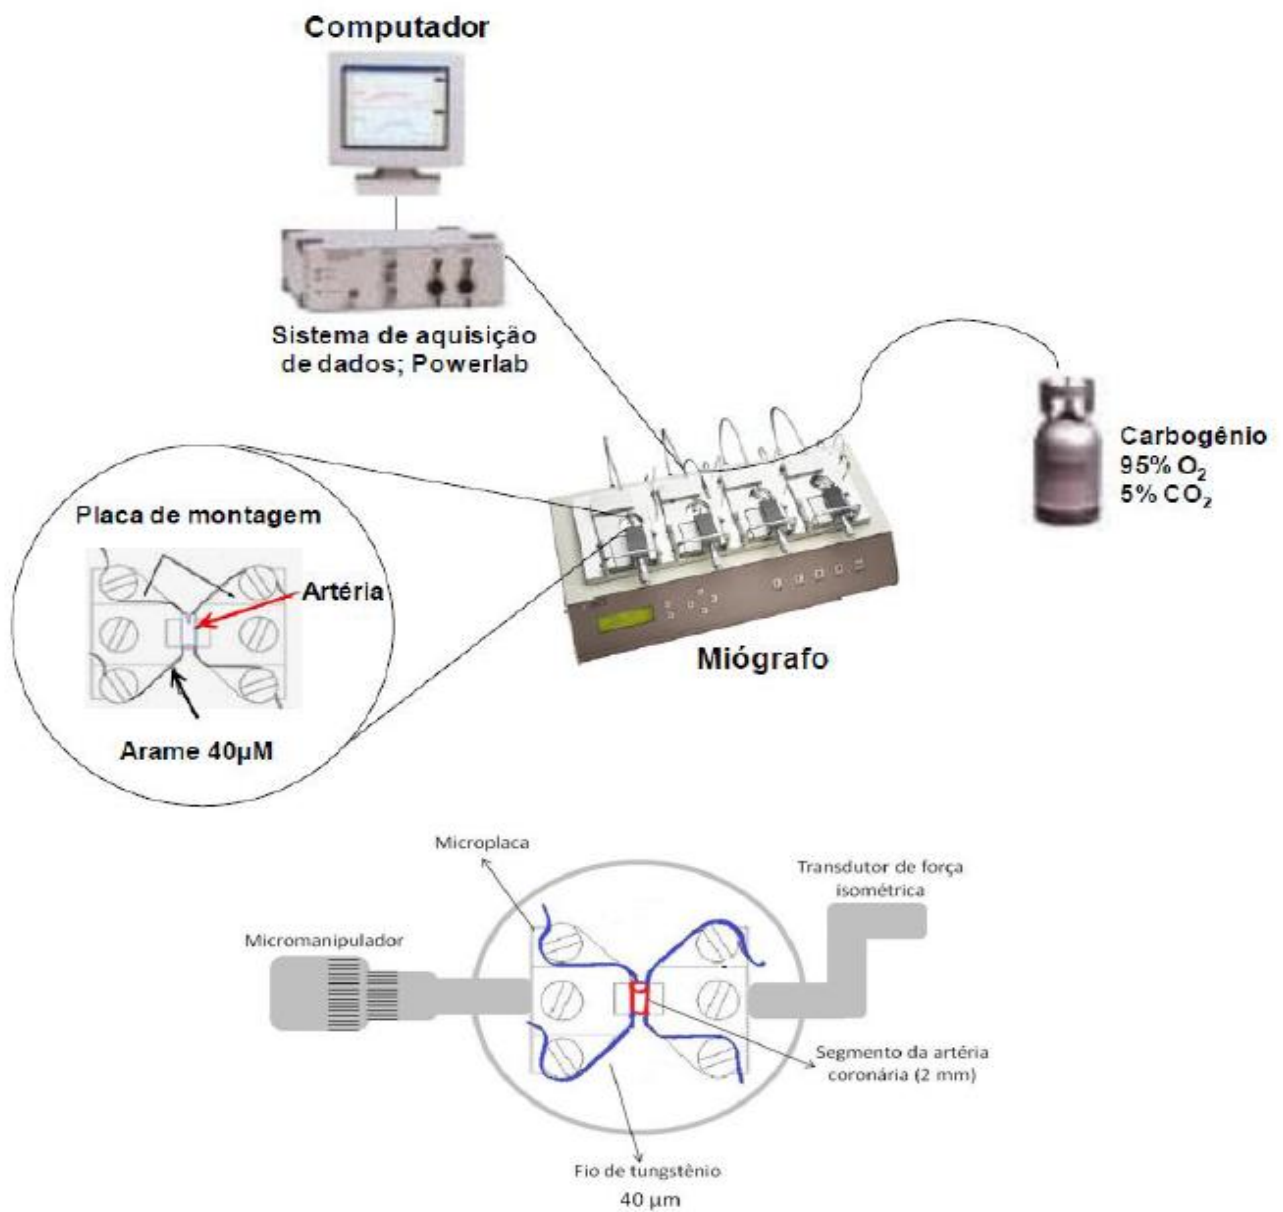 Computador
Sistema de aquisição
de dados; Powerlab
Carbogênio
95% O₂
5% CO₂
Placa de montagem
Artéria
Arame 40µM
Miógrafo
Microplaca
Transdutor de força
isométrica
Micromanipulador
Segmento da artéria
coronária (2 mm)
Fio de tungstênio
40 µm